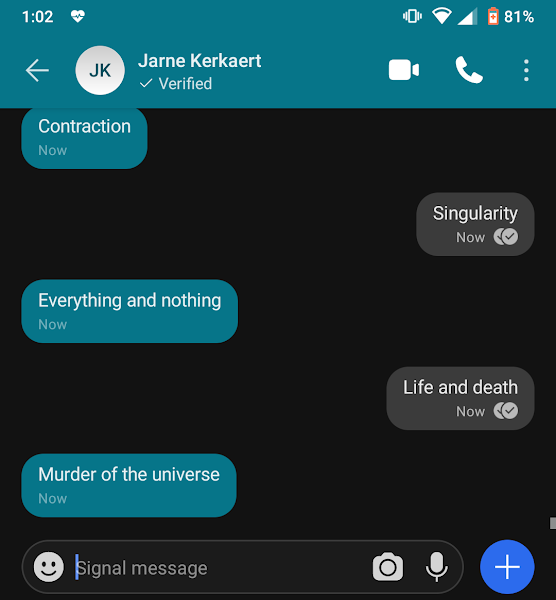 1:02
81%
JK
Jarne Kerkaert
Verified
Contraction
Now
Singularity
Now
Everything and nothing
Now
Life and death
Now
Murder of the universe
Now
Signal message